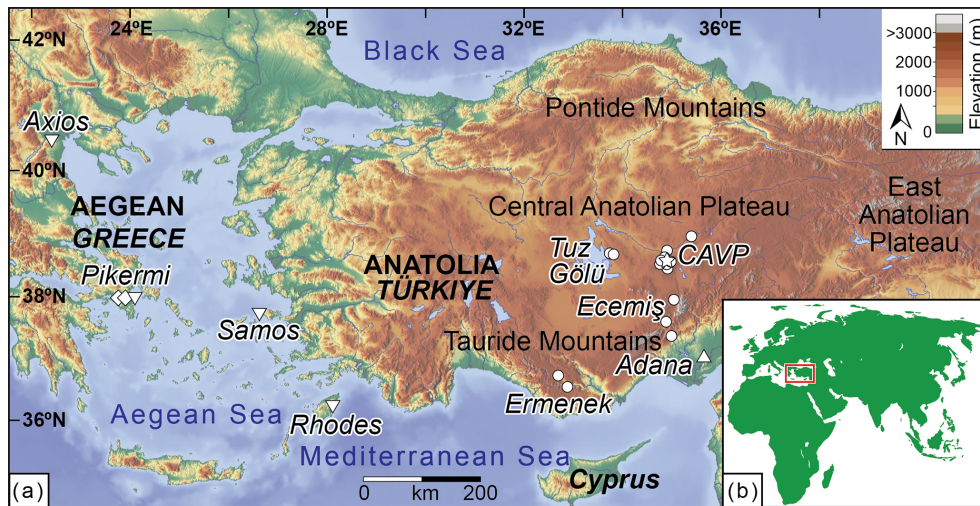 24°E
28°E
32°E
36°E
42°N
Black Sea
>3000
2000
1000
0
Elevation (m)
N
Axios
Pontide Mountains
40°N
AEGEAN
GREECE
Central Anatolian Plateau
East
Anatolian
Plateau
Tuz
Gölü
CAVP
Pikermi
ANATOLIA
TÜRKIYE
38°N
Ecemiş
Samos
Tauride Mountains
Adana
Ermenek
36°N
Aegean Sea
Rhodes
Mediterranean Sea
Cyprus
0
km
200
(a)
(b)